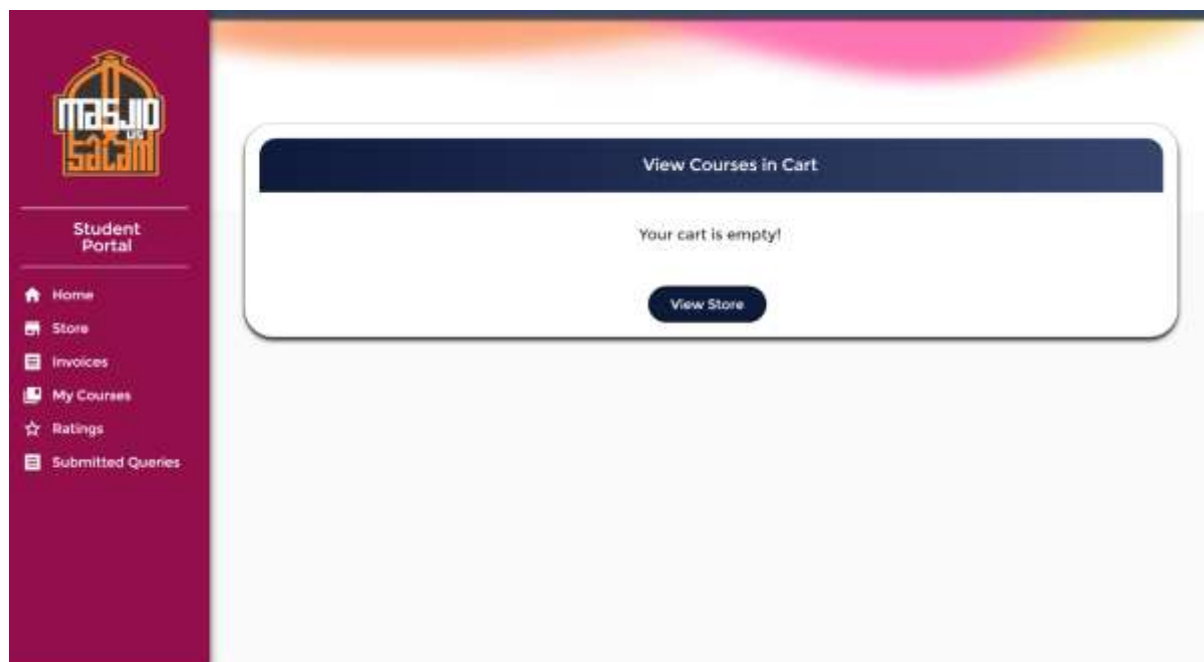 masjid
us
salam
Student
Portal
Home
Store
Invoices
My Courses
Ratings
Submitted Queries
View Courses in Cart
Your cart is empty!
View Store